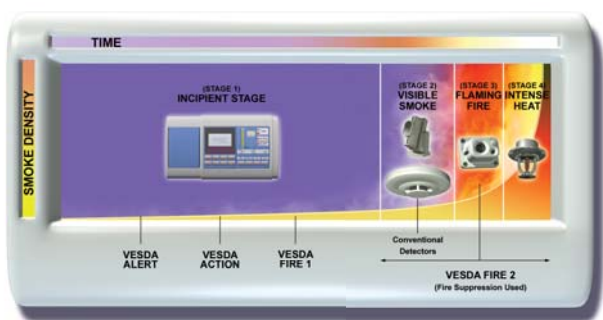 TIME
SMOKE DENSITY
(STAGE 1)
INCIPIENT STAGE
(STAGE 2)
VISIBLE
SMOKE
(STAGE 3)
FLAMING
FIRE
(STAGE 4)
INTENSE
HEAT
VESDA
ALERT
VESDA
ACTION
VESDA
FIRE 1
Conventional
Detectors
VESDA FIRE 2
(Fire Suppression Used)